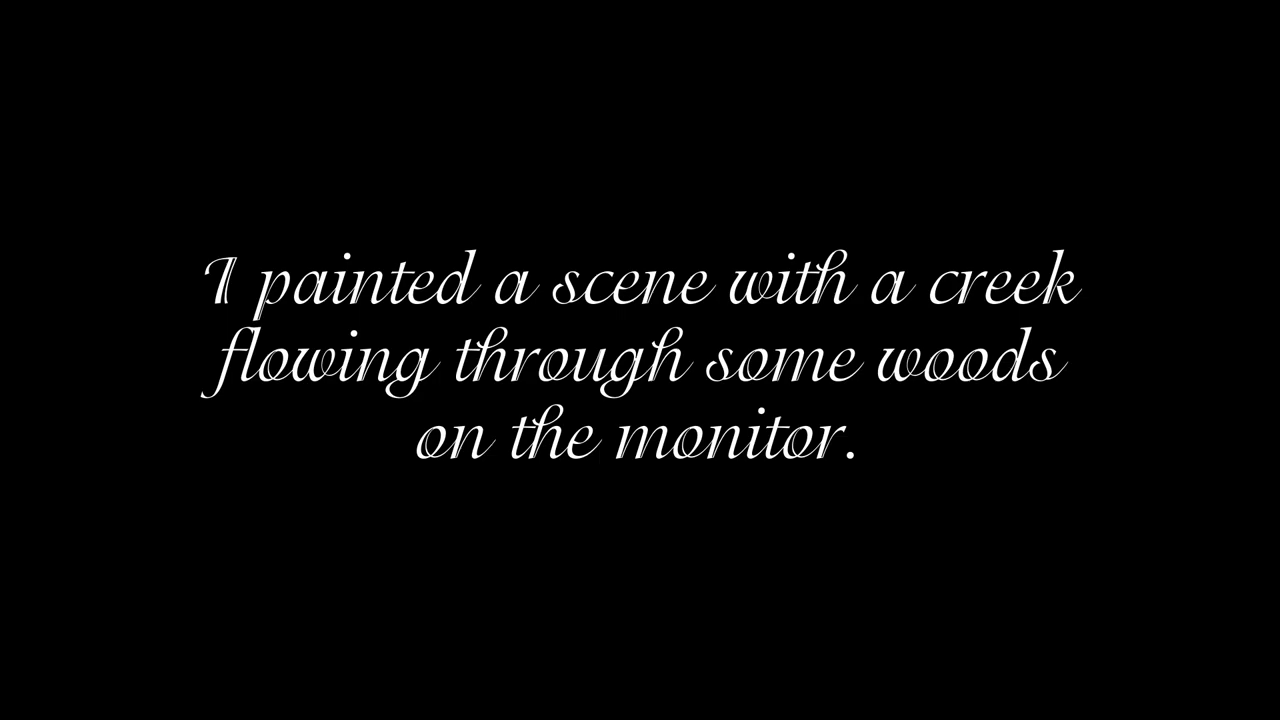 I painted a scene with a creek
flowing through some woods
on the monitor.